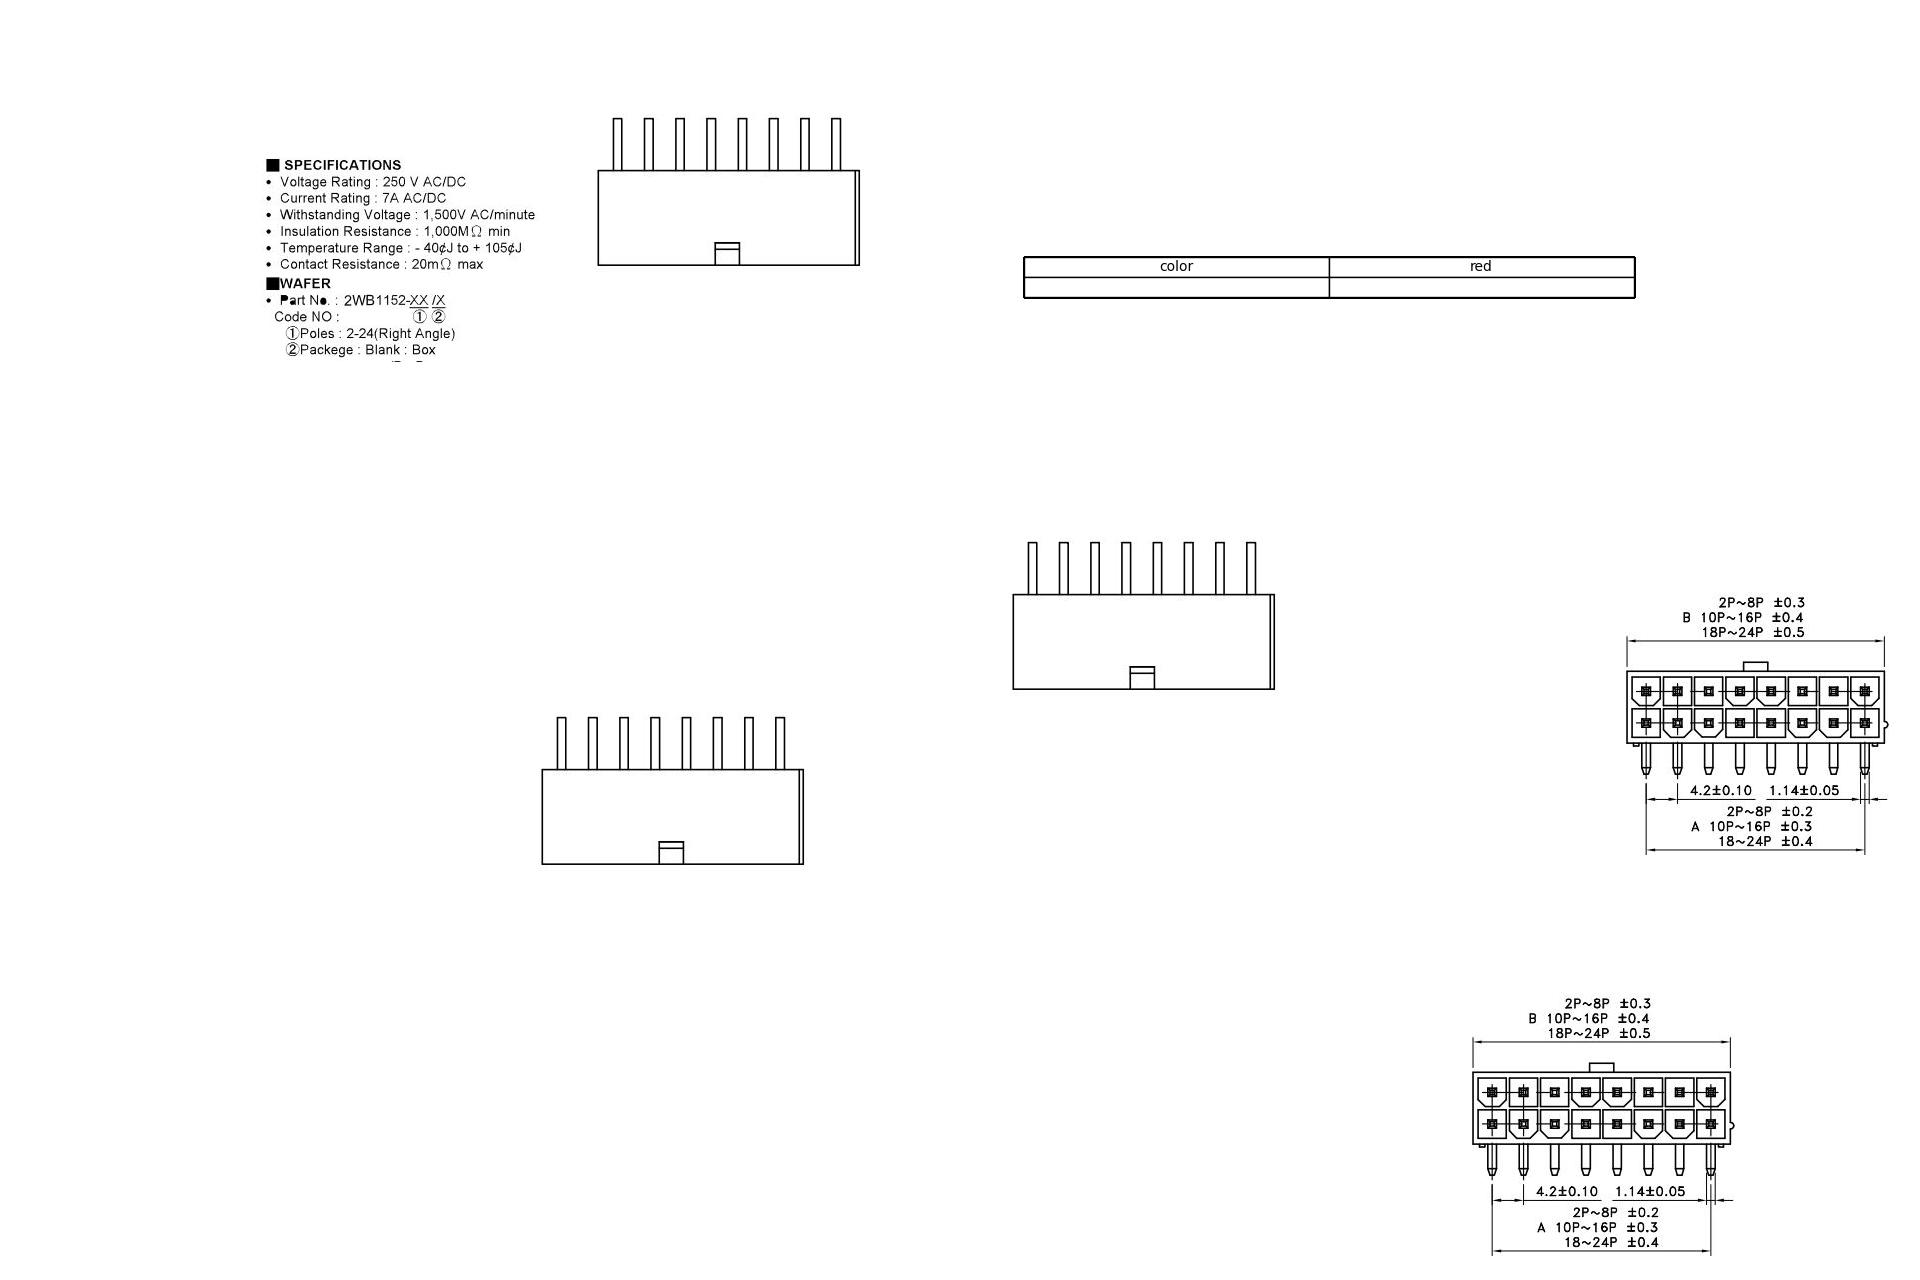 ■ SPECIFICATIONS
• Voltage Rating : 250 V AC/DC
• Current Rating : 7A AC/DC
• Withstanding Voltage : 1,500V AC/minute
• Insulation Resistance : 1,000MΩ min
• Temperature Range : - 40¢J to + 105¢J
• Contact Resistance : 20mΩ max
■WAFER
• Part No. : 2WB1152-XX /X
Code NO : ① ②
①Poles : 2-24(Right Angle)
②Packege : Blank : Box
color red
2P~8P ±0.3
B 10P~16P ±0.4
18P~24P ±0.5
4.2±0.10 1.14±0.05
2P~8P ±0.2
A 10P~16P ±0.3
18~24P ±0.4
2P~8P ±0.3
B 10P~16P ±0.4
18P~24P ±0.5
4.2±0.10 1.14±0.05
2P~8P ±0.2
A 10P~16P ±0.3
18~24P ±0.4